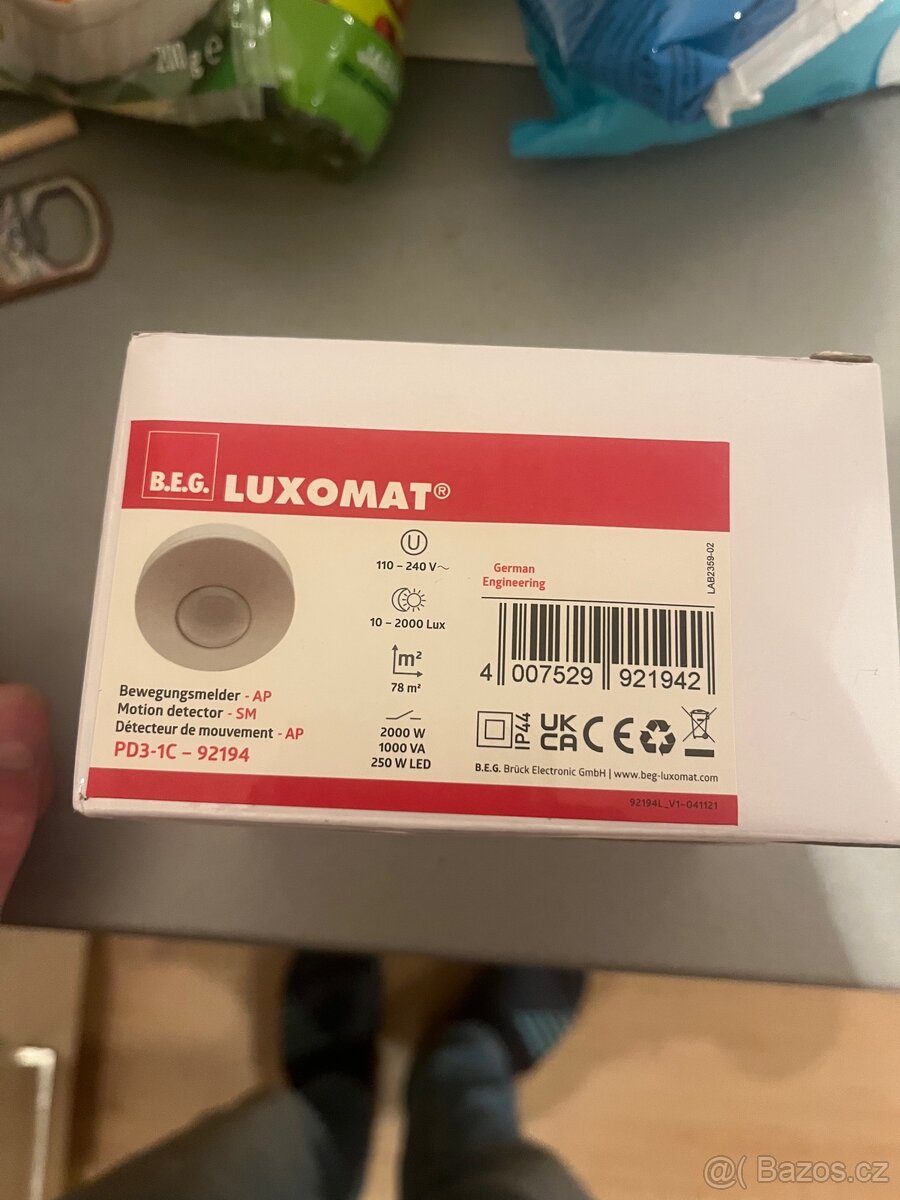 200 g e
B.E.G. LUXOMAT®
U
110 – 240 V~
10 – 2000 Lux
m²
78 m²
2000 W
1000 VA
250 W LED
Bewegungsmelder - AP
Motion detector - SM
Détecteur de mouvement - AP
PD3-1C – 92194
German
Engineering
LAB2359-02
4 007529 921942
IP44
UK
CA
CE
B.E.G. Brück Electronic GmbH | www.beg-luxomat.com
92194L_V1-041121
@( Bazos.cz